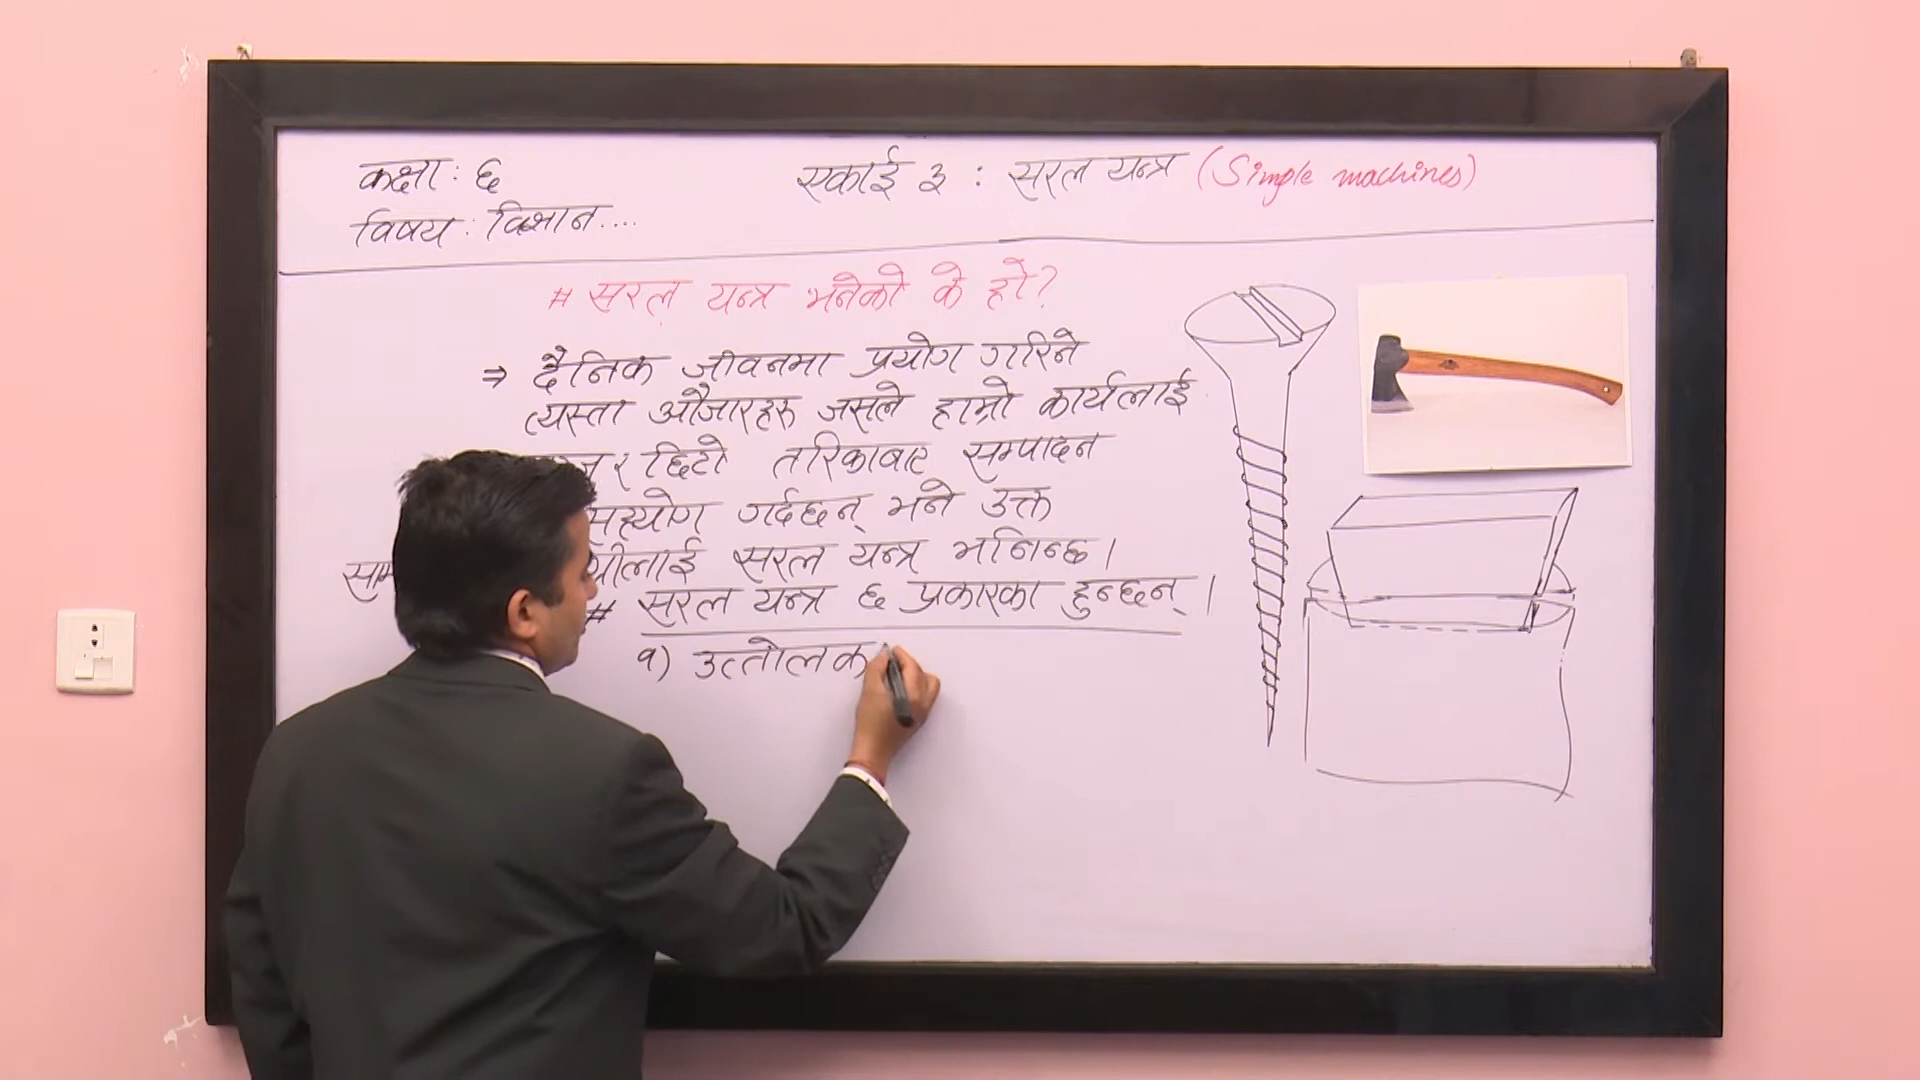 कक्षा: ६
एकाई ३ : सरल यन्त्र (Simple machines)
विषय: विज्ञान....
# सरल यन्त्र भनेको के हो?
⇒ दैनिक जीवनमा प्रयोग गरिने
त्यस्ता औजारहरु जसले हाम्रो कार्यलाई
र छिटो तरिकाबाट सम्पादन
सहयोग गर्दछन् भने उक्त
सरल यन्त्र भनिन्छ।
# सरल यन्त्र ६ प्रकारका हुन्छन्।
१) उत्तोलक